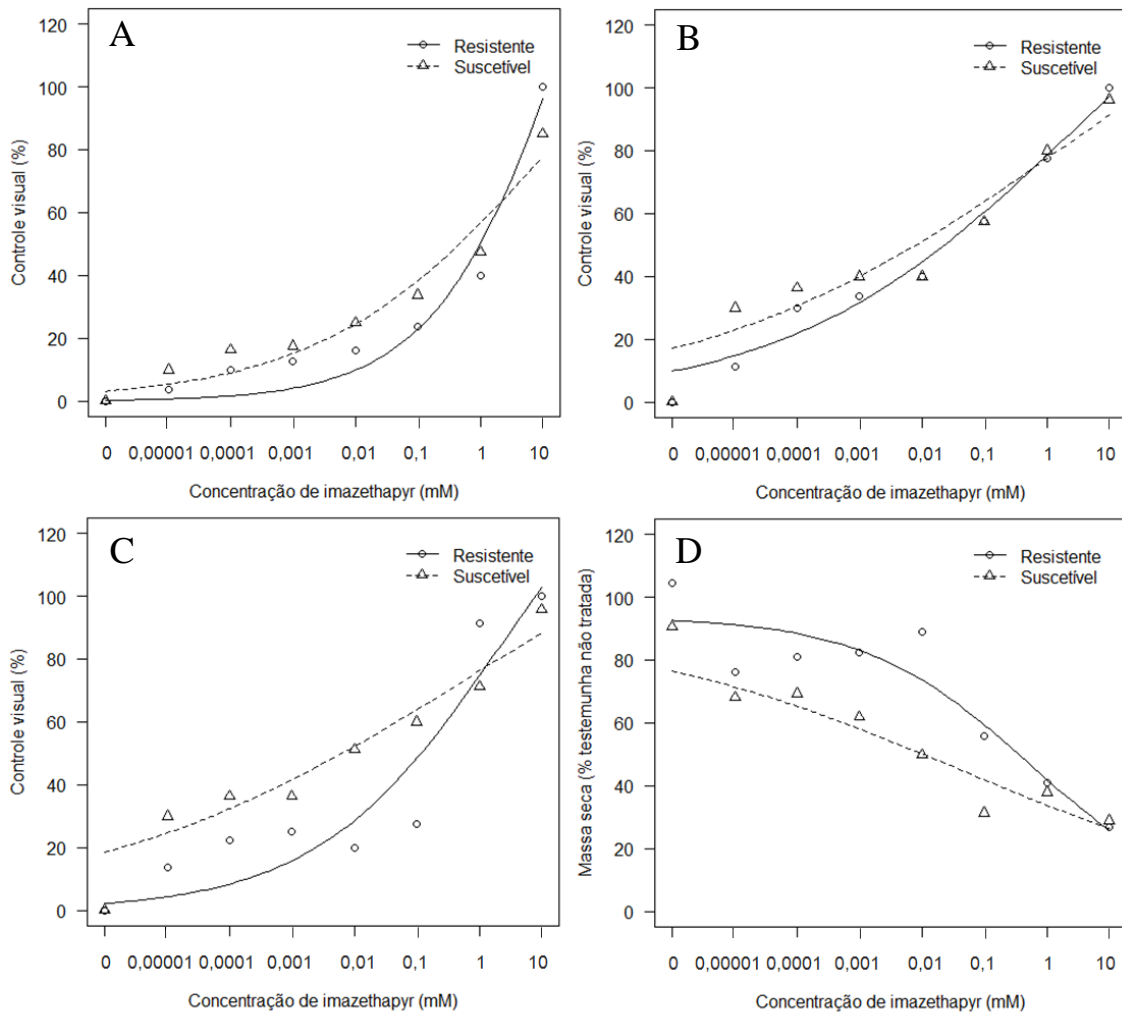 A
Resistente
Suscetível
120
100
80
60
40
20
0
Controle visual (%)
0 0,00001 0,0001 0,001 0,01 0,1 1 10
Concentração de imazethapyr (mM)
B
Resistente
Suscetível
120
100
80
60
40
20
0
Controle visual (%)
0 0,00001 0,0001 0,001 0,01 0,1 1 10
Concentração de imazethapyr (mM)
C
Resistente
Suscetível
120
100
80
60
40
20
0
Controle visual (%)
0 0,00001 0,0001 0,001 0,01 0,1 1 10
Concentração de imazethapyr (mM)
D
Resistente
Suscetível
120
100
80
60
40
20
0
Massa seca (% testemunha não tratada)
0 0,00001 0,0001 0,001 0,01 0,1 1 10
Concentração de imazethapyr (mM)